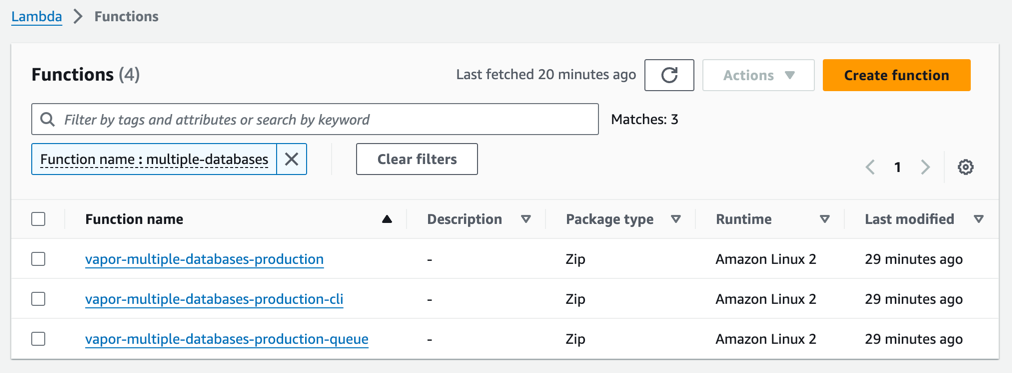 Lambda > Functions
Functions (4)
Last fetched 20 minutes ago
Actions
Create function
Filter by tags and attributes or search by keyword
Matches: 3
Function name : multiple-databases
Clear filters
1
Function name Description Package type Runtime Last modified
vapor-multiple-databases-production - Zip Amazon Linux 2 29 minutes ago
vapor-multiple-databases-production-cli - Zip Amazon Linux 2 29 minutes ago
vapor-multiple-databases-production-queue - Zip Amazon Linux 2 29 minutes ago